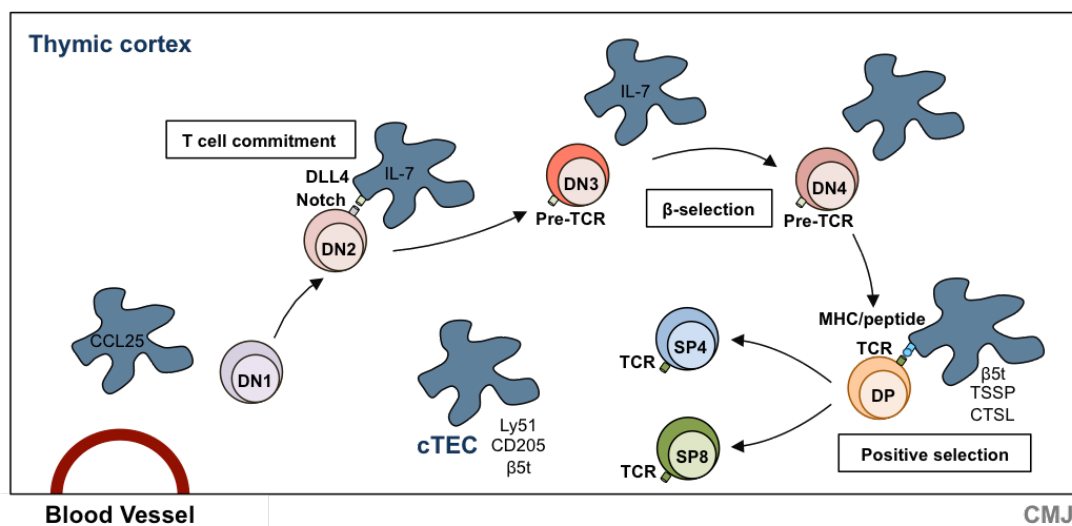 Thymic cortex
IL-7
T cell commitment
DLL4
IL-7
Notch
DN2
DN3
Pre-TCR
β-selection
DN4
Pre-TCR
CCL25
DN1
cTEC
Ly51
CD205
β5t
MHC/peptide
TCR
DP
β5t
TSSP
CTSL
SP4
TCR
SP8
TCR
Positive selection
Blood Vessel
CMJ